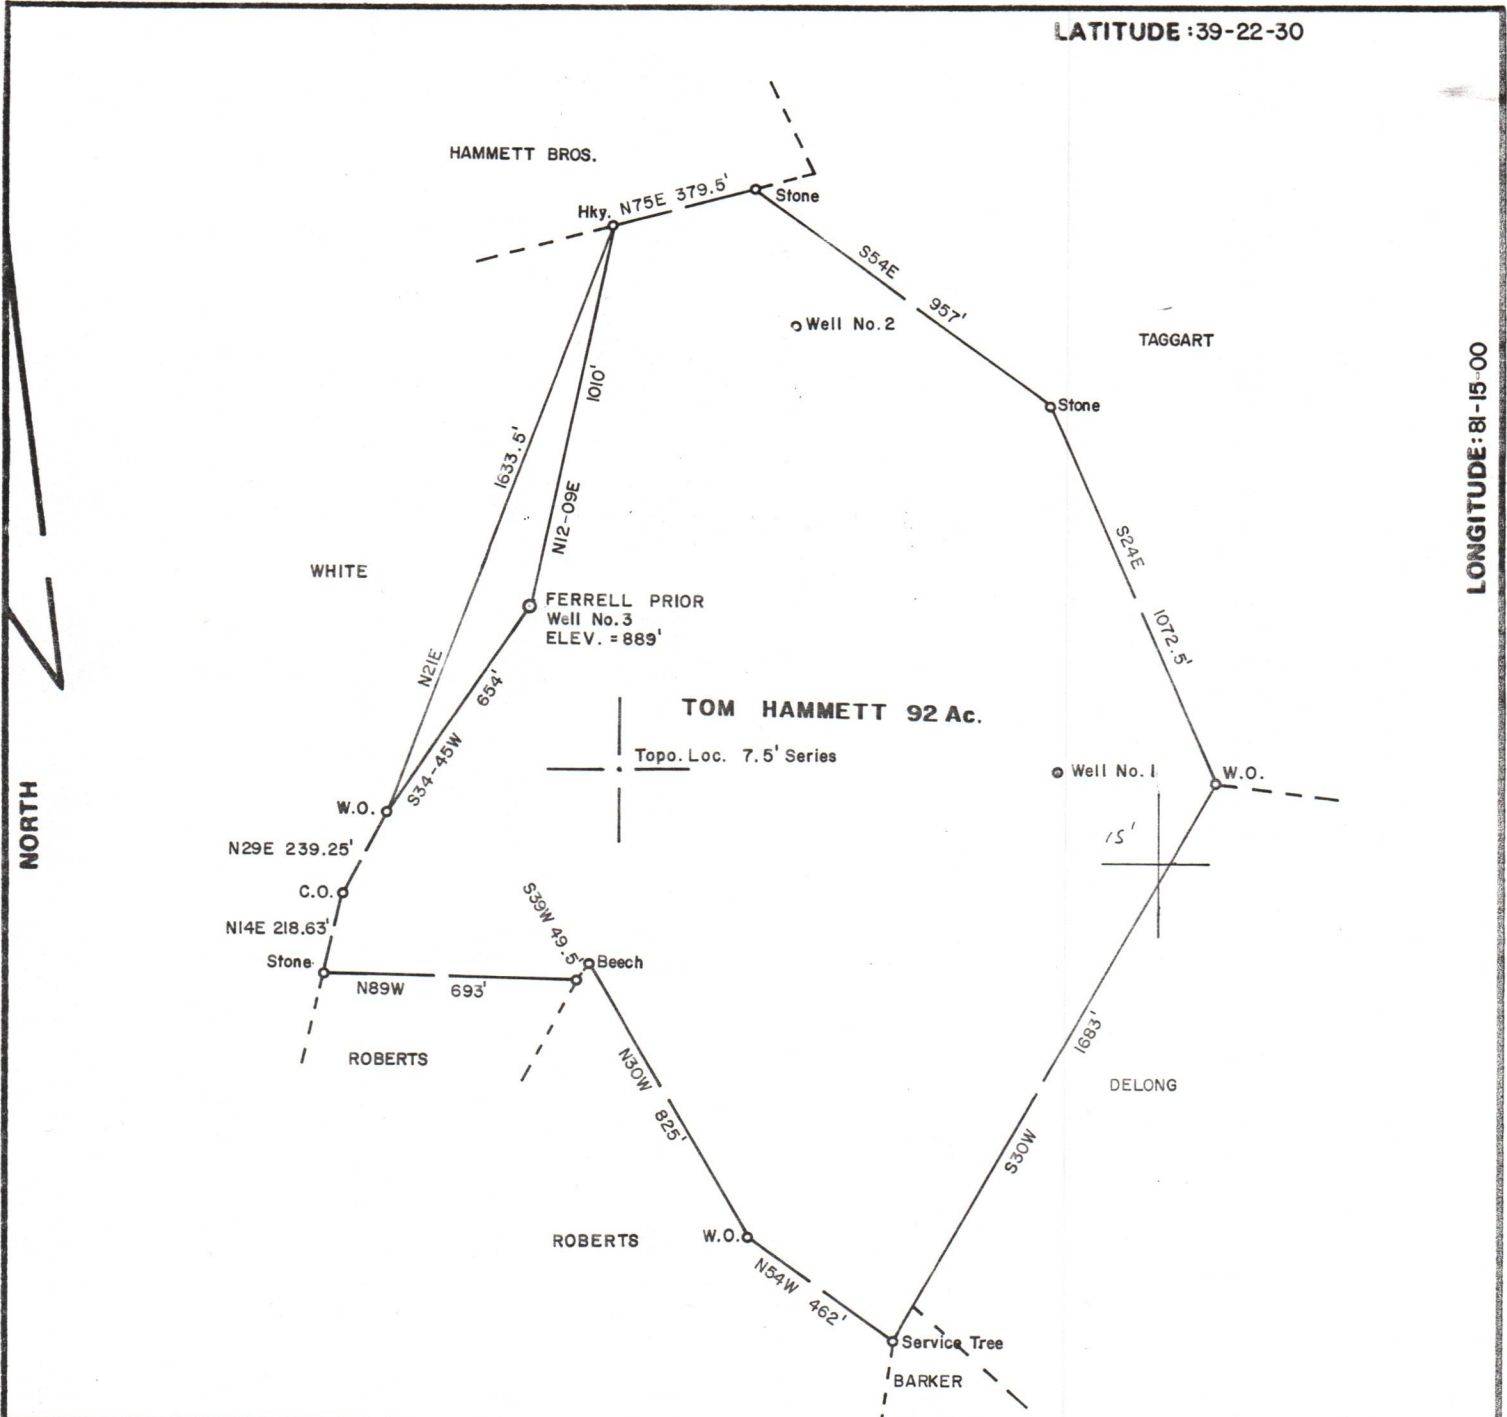 LATITUDE : 39-22-30
HAMMETT BROS.
Hky.
N75E 379.5'
Stone
S54E
957'
Well No. 2
TAGGART
Stone
LONGITUDE: 81-15-00
1010'
1633.5'
N12-09E
S24E
1072.5'
WHITE
FERRELL PRIOR
Well No. 3
ELEV. = 889'
N21E
654'
S34-45W
TOM HAMMETT 92 Ac.
Topo. Loc. 7.5' Series
Well No. 1
W.O.
15'
NORTH
W.O.
N29E 239.25'
C.O.
N14E 218.63'
Stone
S39W 49.5'
Beech
N89W 693'
ROBERTS
N30W 825'
1683'
DELONG
S30W
ROBERTS
W.O.
N54W 462'
Service Tree
BARKER